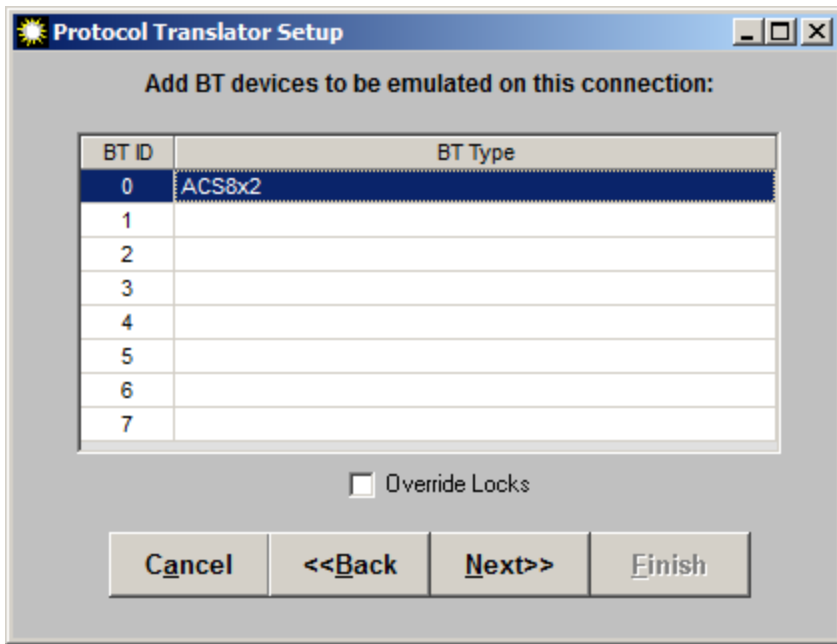 Protocol Translator Setup
Add BT devices to be emulated on this connection:
BT ID BT Type
0 ACS8x2
1
2
3
4
5
6
7
Override Locks
Cancel <<Back Next>> Finish